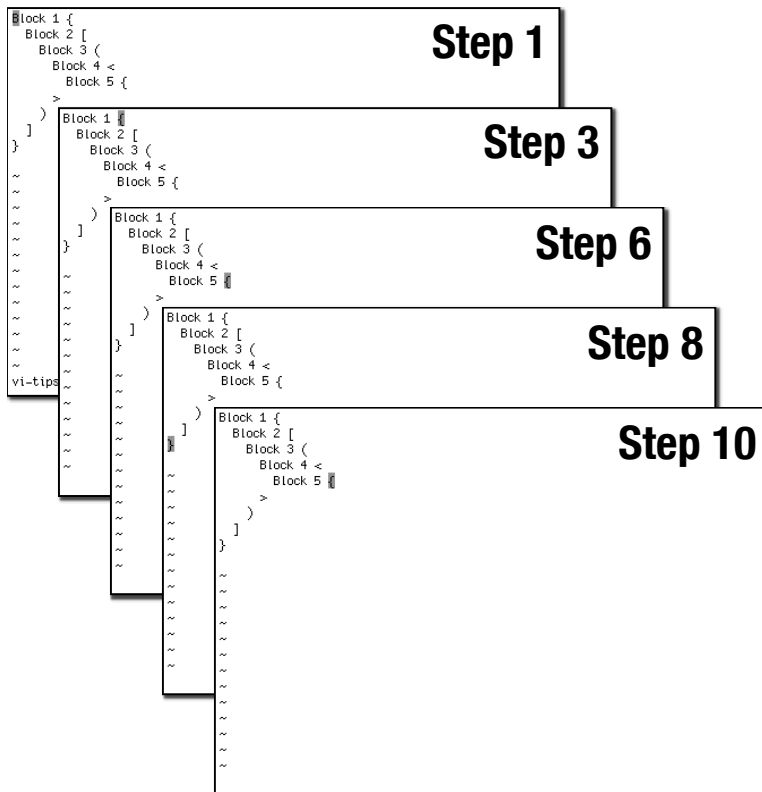 Step 1
Block 1 {
  Block 2 [
    Block 3 (
      Block 4 <
        Block 5 {
      >
    )
  ]
}
~
~
~
~
~
~
~
~
~
~
~
~
~
vi-tips
Step 3
Block 1 {
  Block 2 [
    Block 3 (
      Block 4 <
        Block 5 {
      >
    )
  ]
}
~
~
~
~
~
~
~
~
~
~
~
~
~
Step 6
Block 1 {
  Block 2 [
    Block 3 (
      Block 4 <
        Block 5 {
      >
    )
  ]
}
~
~
~
~
~
~
~
~
~
~
~
~
~
Step 8
Block 1 {
  Block 2 [
    Block 3 (
      Block 4 <
        Block 5 {
      >
    )
  ]
}
~
~
~
~
~
~
~
~
~
~
~
~
~
Step 10
Block 1 {
  Block 2 [
    Block 3 (
      Block 4 <
        Block 5 {
      >
    )
  ]
}
~
~
~
~
~
~
~
~
~
~
~
~
~